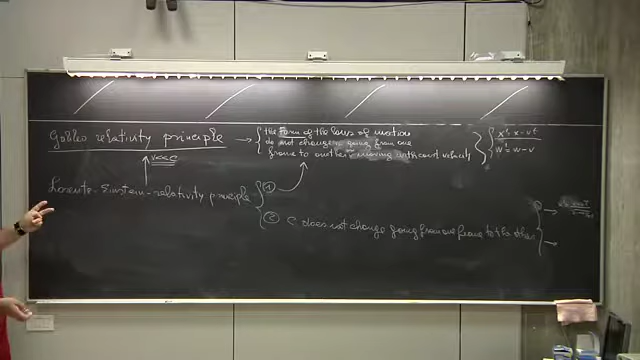 Galileo relativity principle → the form of the laws of motion
do not change going from one
frame to another moving with const velocity
x' = x - vt
w' = w - v
v<<c
Lorentz-Einstein-relativity principle
1
2 c does not change going from one frame to the other